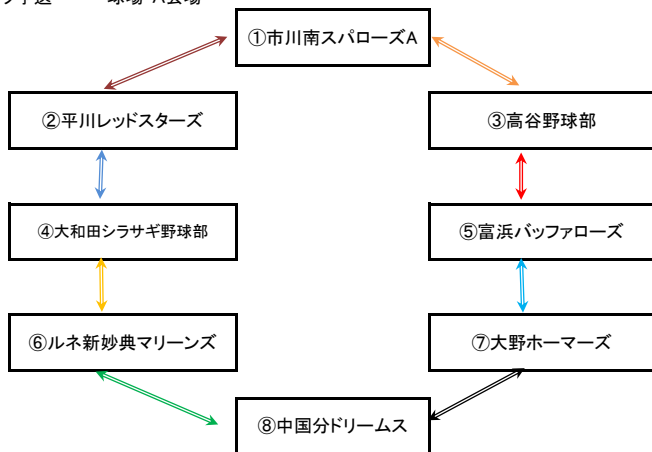 ①市川南スパローズA
②平川レッドスターズ
③高谷野球部
④大和田シラサギ野球部
⑤富浜バッファローズ
⑥ルネ新妙典マリーンズ
⑦大野ホーマーズ
⑧中国分ドリームス